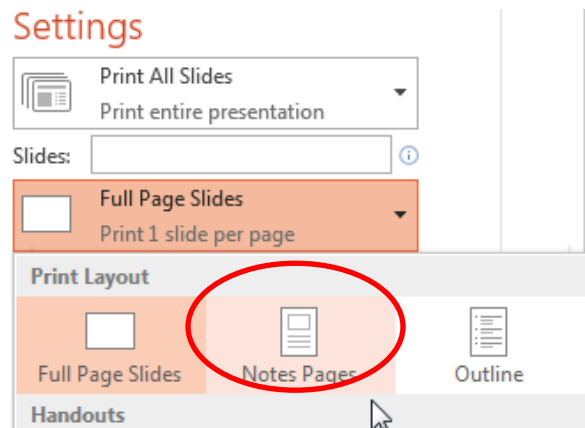 Settings
Print All Slides
Print entire presentation
Slides:
Full Page Slides
Print 1 slide per page
Print Layout
Full Page Slides
Notes Pages
Outline
Handouts